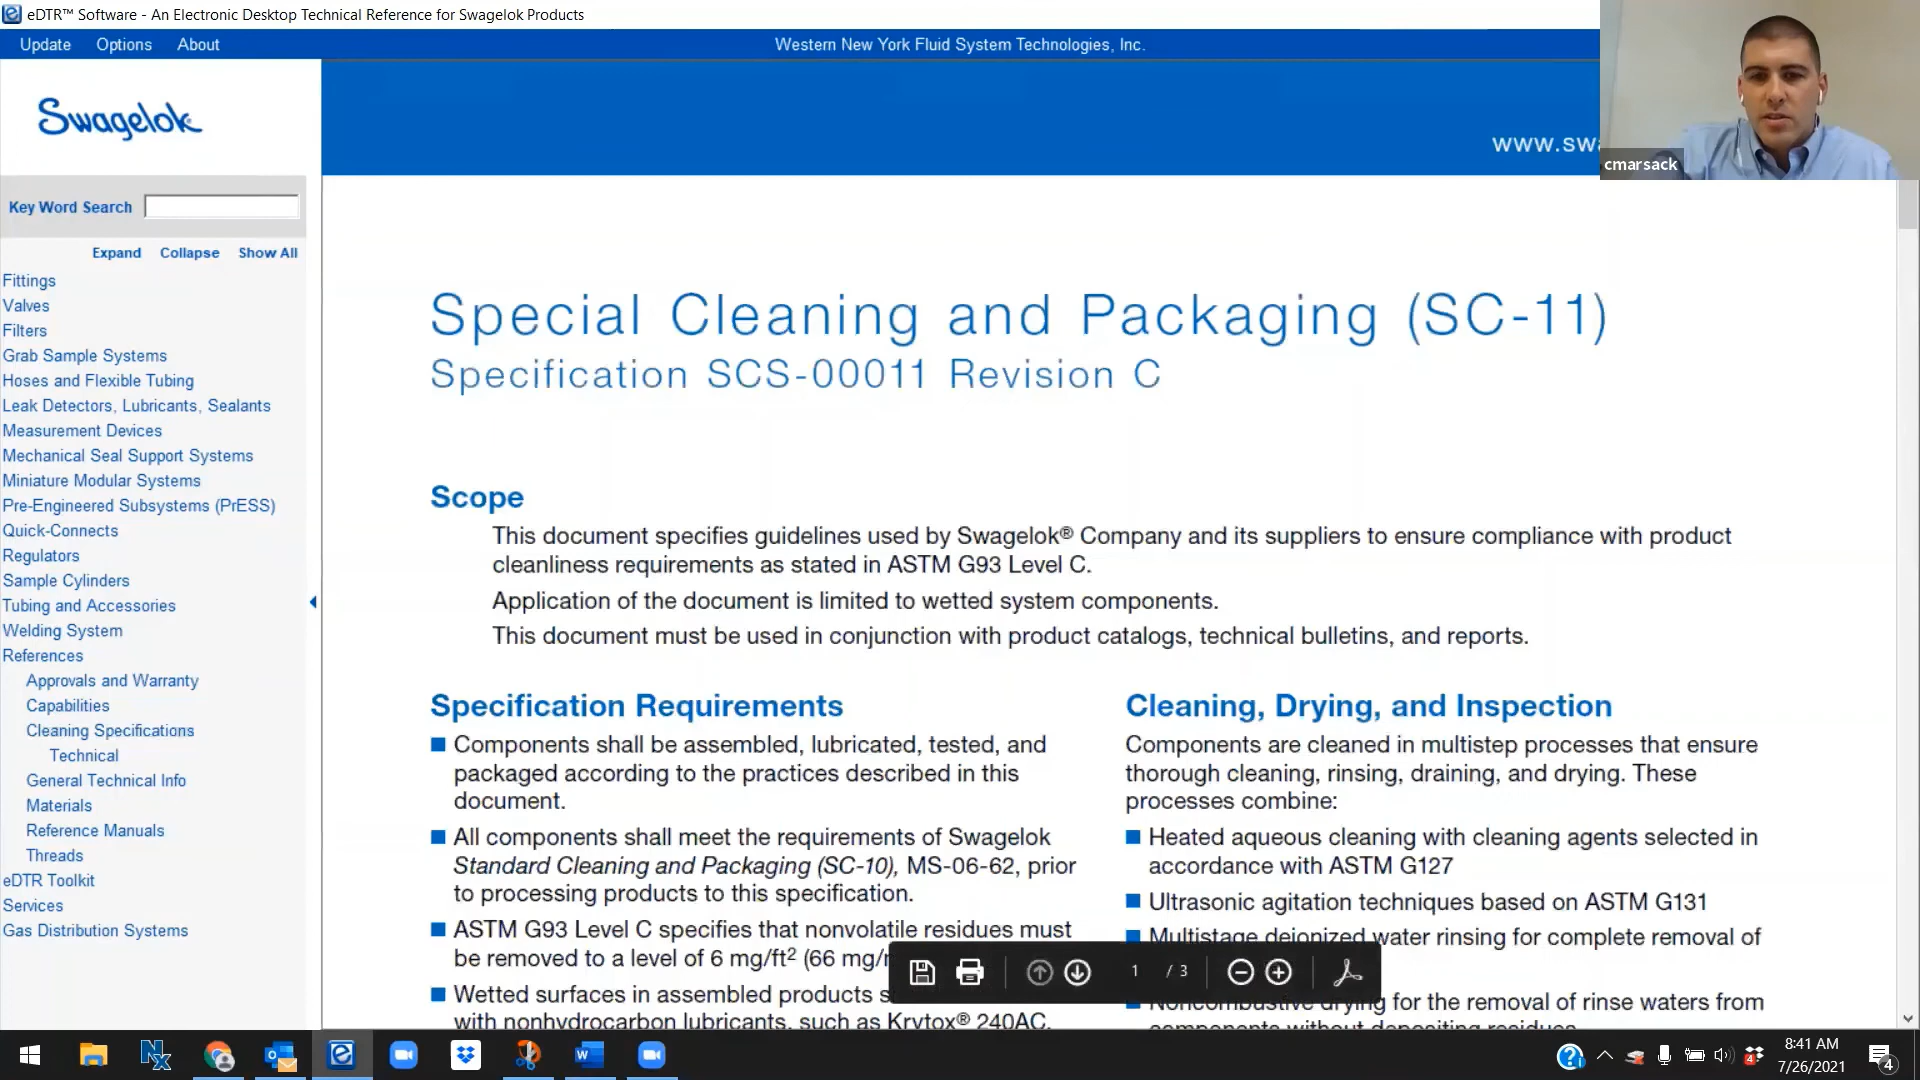 eDTR™ Software - An Electronic Desktop Technical Reference for Swagelok Products
Update Options About
Western New York Fluid System Technologies, Inc.
Swagelok
www.sw
cmarsack
Key Word Search
Expand Collapse Show All
Fittings
Valves
Filters
Grab Sample Systems
Hoses and Flexible Tubing
Leak Detectors, Lubricants, Sealants
Measurement Devices
Mechanical Seal Support Systems
Miniature Modular Systems
Pre-Engineered Subsystems (PrESS)
Quick-Connects
Regulators
Sample Cylinders
Tubing and Accessories
Welding System
References
Approvals and Warranty
Capabilities
Cleaning Specifications
Technical
General Technical Info
Materials
Reference Manuals
Threads
eDTR Toolkit
Services
Gas Distribution Systems
Special Cleaning and Packaging (SC-11)
Specification SCS-00011 Revision C
Scope
This document specifies guidelines used by Swagelok® Company and its suppliers to ensure compliance with product
cleanliness requirements as stated in ASTM G93 Level C.
Application of the document is limited to wetted system components.
This document must be used in conjunction with product catalogs, technical bulletins, and reports.
Specification Requirements
Components shall be assembled, lubricated, tested, and
packaged according to the practices described in this
document.
All components shall meet the requirements of Swagelok
Standard Cleaning and Packaging (SC-10), MS-06-62, prior
to processing products to this specification.
ASTM G93 Level C specifies that nonvolatile residues must
be removed to a level of 6 mg/ft² (66 mg/
Wetted surfaces in assembled products
with nonhydrocarbon lubricants, such as Krytox® 240AC.
Cleaning, Drying, and Inspection
Components are cleaned in multistep processes that ensure
thorough cleaning, rinsing, draining, and drying. These
processes combine:
Heated aqueous cleaning with cleaning agents selected in
accordance with ASTM G127
Ultrasonic agitation techniques based on ASTM G131
Multistage deionized water rinsing for complete removal of
Noncombustive drying for the removal of rinse waters from
components without depositing residues
1 / 3
8:41 AM
7/26/2021
4